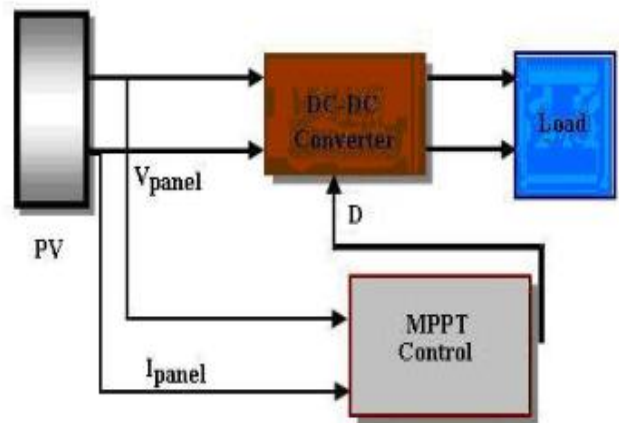 DC-DC
Converter
Load
Vpanel
D
PV
MPPT
Control
Ipanel